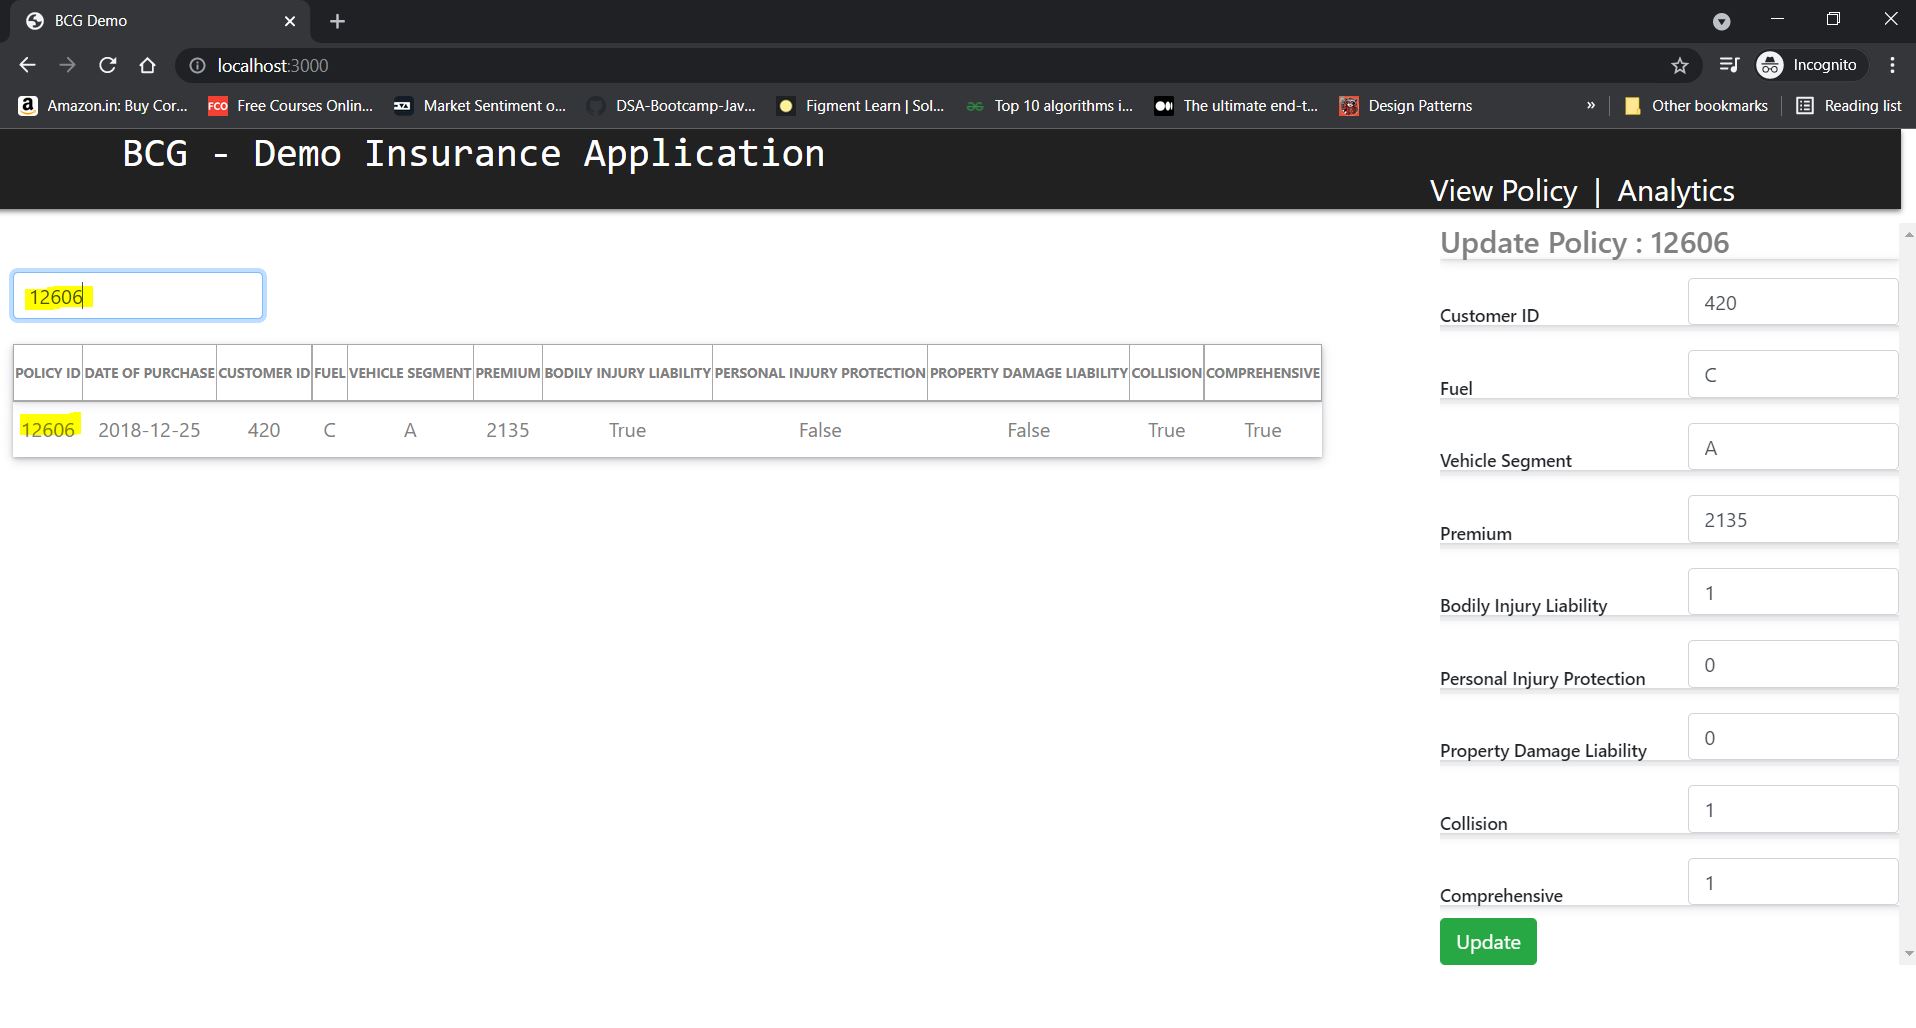 BCG Demo
localhost:3000
Incognito
Amazon.in: Buy Cor...
FCO Free Courses Onlin...
Market Sentiment o...
DSA-Bootcamp-Jav...
Figment Learn | Sol...
Top 10 algorithms i...
The ultimate end-t...
Design Patterns
»
Other bookmarks
Reading list
BCG - Demo Insurance Application
View Policy | Analytics
12606
POLICY ID DATE OF PURCHASE CUSTOMER ID FUEL VEHICLE SEGMENT PREMIUM BODILY INJURY LIABILITY PERSONAL INJURY PROTECTION PROPERTY DAMAGE LIABILITY COLLISION COMPREHENSIVE
12606 2018-12-25 420 C A 2135 True False False True True
Update Policy : 12606
Customer ID 420
Fuel C
Vehicle Segment A
Premium 2135
Bodily Injury Liability 1
Personal Injury Protection 0
Property Damage Liability 0
Collision 1
Comprehensive 1
Update